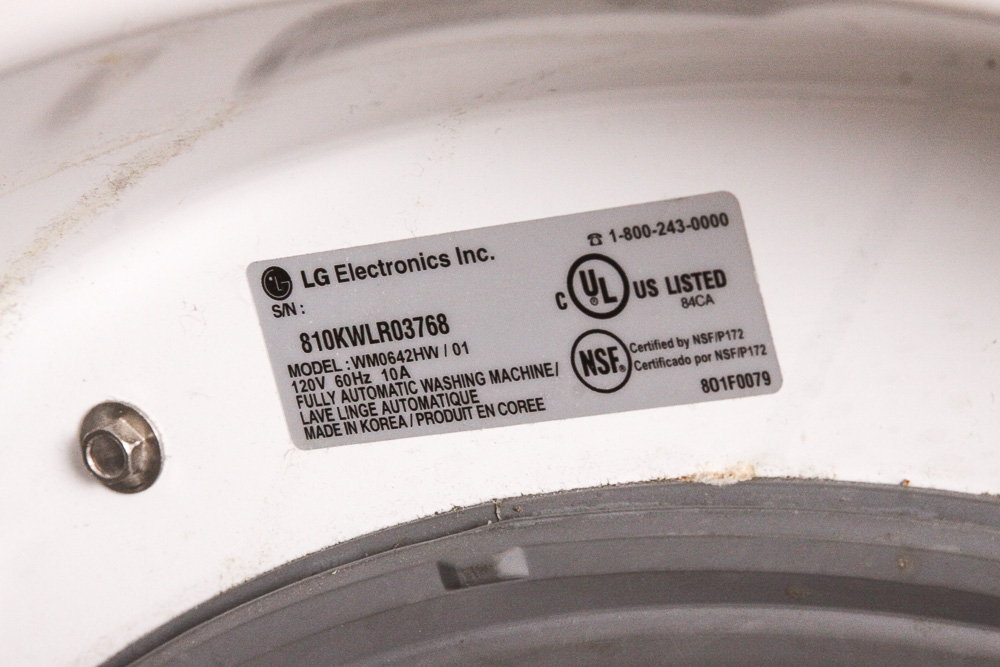 LG LG Electronics Inc.
S/N :
810KWLR03768
MODEL : WM0642HW / 01
120V 60Hz 10A
FULLY AUTOMATIC WASHING MACHINE/
LAVE LINGE AUTOMATIQUE
MADE IN KOREA / PRODUIT EN COREE
☎ 1-800-243-0000
C UL ® US LISTED
84CA
NSF®
Certified by NSF/P172
Certificado por NSF/P172
801F0079